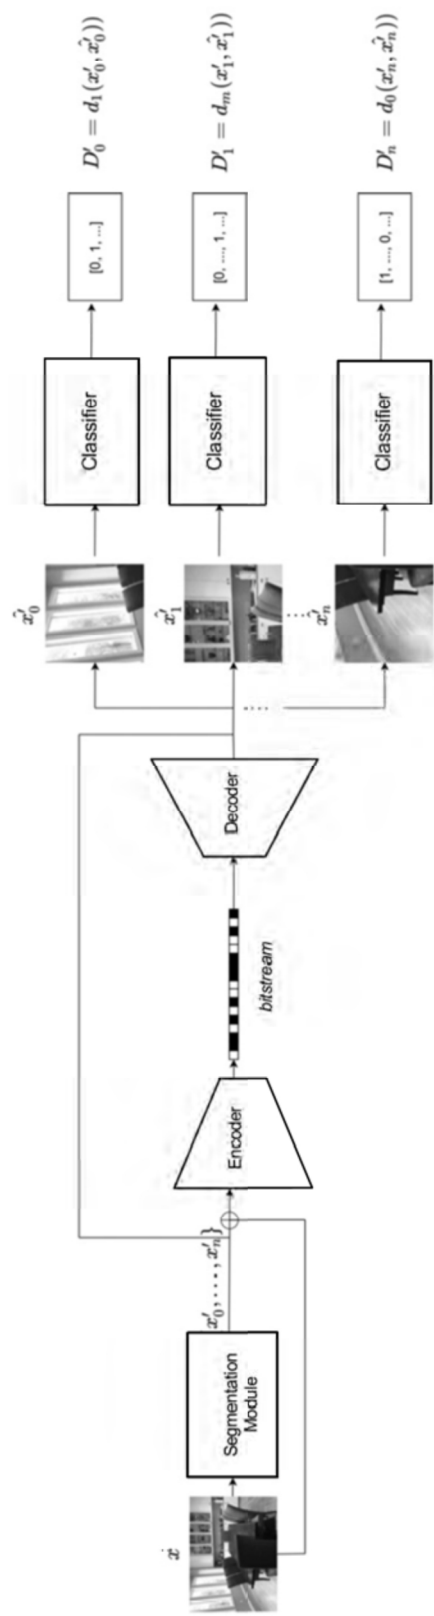 x
Segmentation
Module
x'_0, ..., x'_n}
Encoder
bitstream
Decoder
x̂'_0
x̂'_1
x̂'_n
Classifier
Classifier
Classifier
[0, 1, ...]
[0, ..., 1, ...]
[1, ..., 0, ...]
D'_0 = d_1(x'_0, x̂'_0))
D'_1 = d_m(x'_1, x̂'_1))
D'_n = d_0(x'_n, x̂'_n))